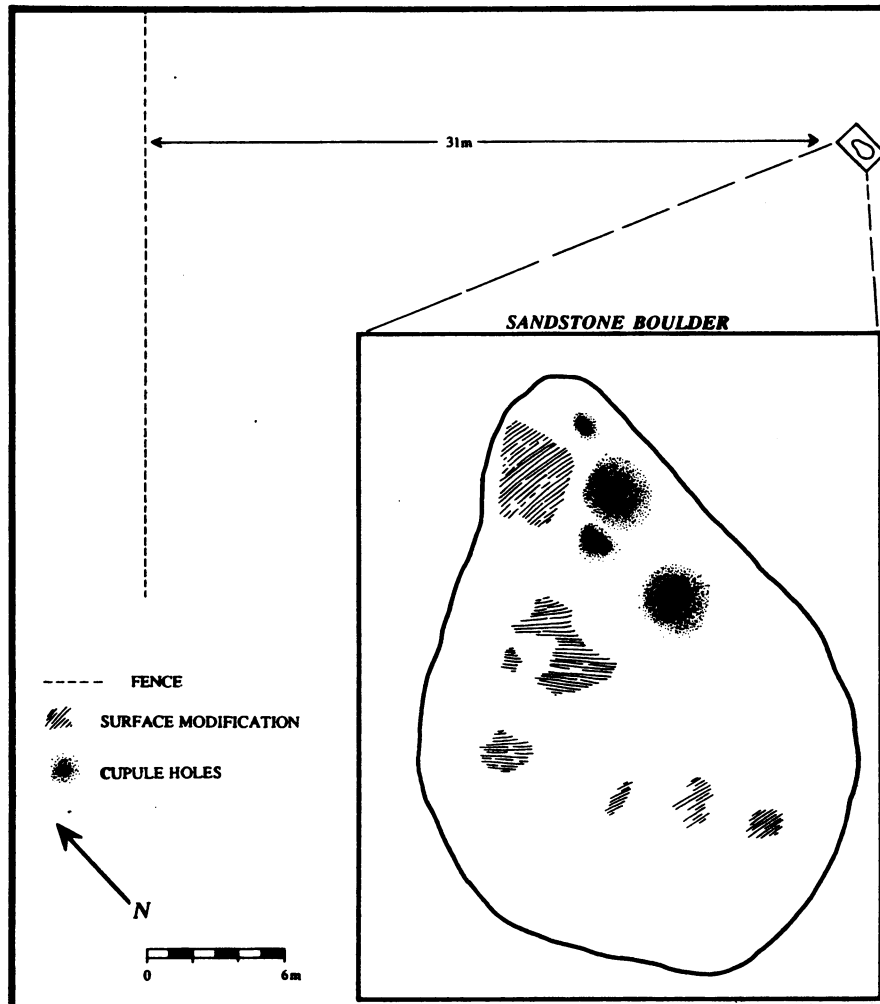 31m
SANDSTONE BOULDER
FENCE
SURFACE MODIFICATION
CUPULE HOLES
N
0 6m